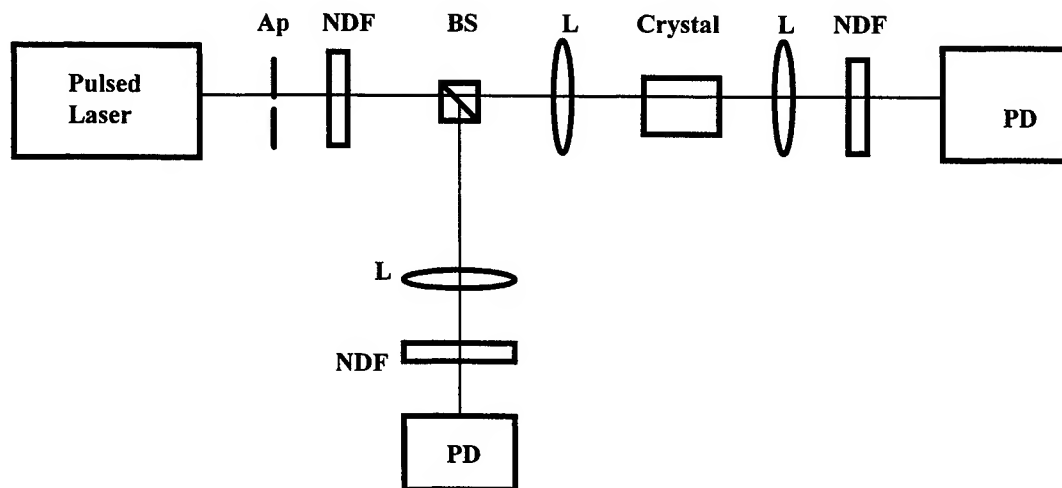 Ap
NDF
BS
L
Crystal
L
NDF
Pulsed
Laser
PD
L
NDF
PD